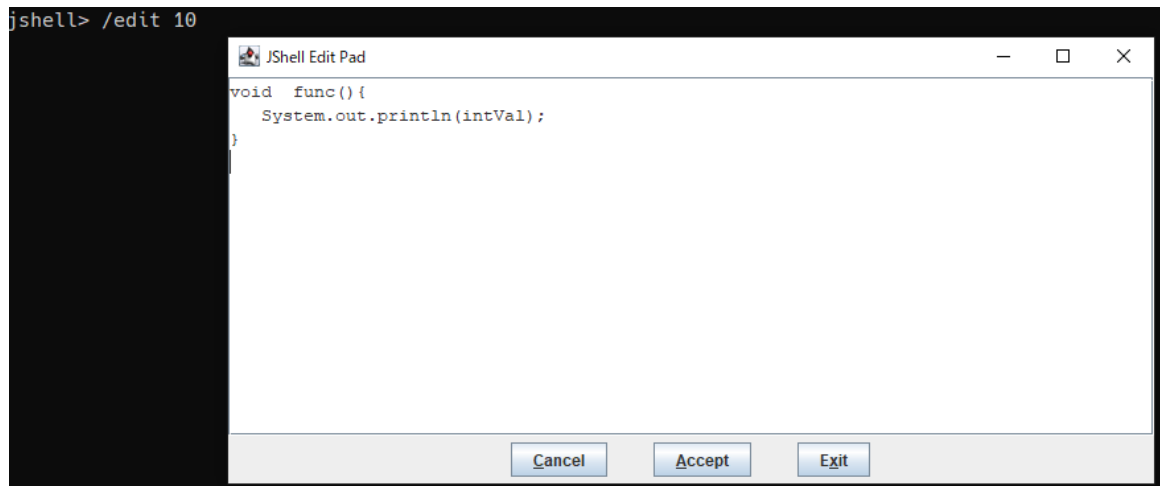 jshell> /edit 10
JShell Edit Pad
void  func(){
   System.out.println(intVal);
}
Cancel Accept Exit